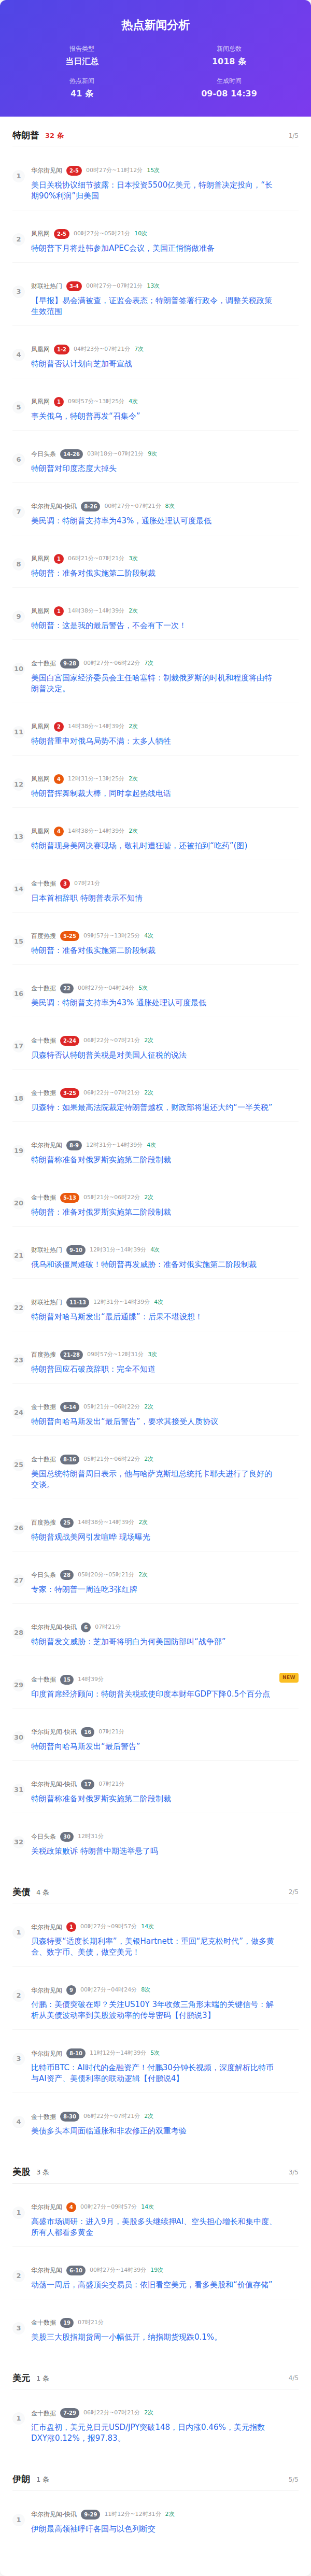 热点新闻分析
报告类型
新闻总数
当日汇总
1018 条
热点新闻
生成时间
41 条
09-08 14:39
特朗普 32 条 1/5
1
华尔街见闻 2-5 00时27分~11时12分 15次
美日关税协议细节披露：日本投资5500亿美元，特朗普决定投向，“长
期90%利润”归美国
2
凤凰网 2-5 00时27分~05时21分 10次
特朗普下月将赴韩参加APEC会议，美国正悄悄做准备
3
财联社热门 3-4 00时27分~07时21分 13次
【早报】易会满被查，证监会表态；特朗普签署行政令，调整关税政策
生效范围
4
凤凰网 1-2 04时23分~07时21分 7次
特朗普否认计划向芝加哥宣战
5
凤凰网 1 09时57分~13时25分 4次
事关俄乌，特朗普再发“召集令”
6
今日头条 14-26 03时18分~07时21分 9次
特朗普对印度态度大掉头
7
华尔街见闻-快讯 8-26 00时27分~07时21分 8次
美民调：特朗普支持率为43%，通胀处理认可度最低
8
凤凰网 1 06时21分~07时21分 3次
特朗普：准备对俄实施第二阶段制裁
9
凤凰网 1 14时38分~14时39分 2次
特朗普：这是我的最后警告，不会有下一次！
10
金十数据 9-28 00时27分~06时22分 7次
美国白宫国家经济委员会主任哈塞特：制裁俄罗斯的时机和程度将由特
朗普决定。
11
凤凰网 2 14时38分~14时39分 2次
特朗普重申对俄乌局势不满：太多人牺牲
12
凤凰网 4 12时31分~13时25分 2次
特朗普挥舞制裁大棒，同时拿起热线电话
13
凤凰网 4 14时38分~14时39分 2次
特朗普现身美网决赛现场，敬礼时遭狂嘘，还被拍到“吃药”(图)
14
金十数据 3 07时21分
日本首相辞职 特朗普表示不知情
15
百度热搜 5-25 09时57分~13时25分 4次
特朗普：准备对俄实施第二阶段制裁
16
金十数据 22 00时27分~04时24分 5次
美民调：特朗普支持率为43% 通胀处理认可度最低
17
金十数据 2-24 06时22分~07时21分 2次
贝森特否认特朗普关税是对美国人征税的说法
18
金十数据 3-25 06时22分~07时21分 2次
贝森特：如果最高法院裁定特朗普越权，财政部将退还大约“一半关税”
19
华尔街见闻 8-9 12时31分~14时39分 4次
特朗普称准备对俄罗斯实施第二阶段制裁
20
金十数据 5-13 05时21分~06时22分 2次
特朗普：准备对俄实施第二阶段制裁
21
财联社热门 9-10 12时31分~14时39分 4次
俄乌和谈僵局难破！特朗普再发威胁：准备对俄实施第二阶段制裁
22
财联社热门 11-13 12时31分~14时39分 4次
特朗普对哈马斯发出“最后通牒”：后果不堪设想！
23
百度热搜 21-28 09时57分~12时31分 3次
特朗普回应石破茂辞职：完全不知道
24
金十数据 6-14 05时21分~06时22分 2次
特朗普向哈马斯发出“最后警告”，要求其接受人质协议
25
金十数据 8-16 05时21分~06时22分 2次
美国总统特朗普周日表示，他与哈萨克斯坦总统托卡耶夫进行了良好的
交谈。
26
百度热搜 25 14时38分~14时39分 2次
特朗普观战美网引发喧哗 现场曝光
27
今日头条 28 05时20分~05时21分 2次
专家：特朗普一周连吃3张红牌
28
华尔街见闻-快讯 6 07时21分
特朗普发文威胁：芝加哥将明白为何美国防部叫“战争部”
29
金十数据 15 14时39分 NEW
印度首席经济顾问：特朗普关税或使印度本财年GDP下降0.5个百分点
30
华尔街见闻-快讯 16 07时21分
特朗普向哈马斯发出“最后警告”
31
华尔街见闻-快讯 17 07时21分
特朗普称准备对俄罗斯实施第二阶段制裁
32
今日头条 30 12时31分
关税政策败诉 特朗普中期选举悬了吗
美债 4 条 2/5
1
华尔街见闻 1 00时27分~09时57分 14次
贝森特要“适度长期利率”，美银Hartnett：重回“尼克松时代”，做多黄
金、数字币、美债，做空美元！
2
华尔街见闻 9 00时27分~04时24分 8次
付鹏：美债突破在即？关注US10Y 3年收敛三角形末端的关键信号：解
析从美债波动率到美股波动率的传导密码【付鹏说3】
3
华尔街见闻 8-10 11时12分~14时39分 5次
比特币BTC：AI时代的金融资产！付鹏30分钟长视频，深度解析比特币
与AI资产、美债利率的联动逻辑【付鹏说4】
4
金十数据 8-30 06时22分~07时21分 2次
美债多头本周面临通胀和非农修正的双重考验
美股 3 条 3/5
1
华尔街见闻 4 00时27分~09时57分 14次
高盛市场调研：进入9月，美股多头继续押AI、空头担心增长和集中度、
所有人都看多黄金
2
华尔街见闻 6-10 00时27分~14时39分 19次
动荡一周后，高盛顶尖交易员：依旧看空美元，看多美股和“价值存储”
3
金十数据 19 07时21分
美股三大股指期货周一小幅低开，纳指期货现跌0.1%。
美元 1 条 4/5
1
金十数据 7-29 06时22分~07时21分 2次
汇市盘初，美元兑日元USD/JPY突破148，日内涨0.46%，美元指数
DXY涨0.12%，报97.83。
伊朗 1 条 5/5
1
华尔街见闻-快讯 9-29 11时12分~12时31分 2次
伊朗最高领袖呼吁各国与以色列断交